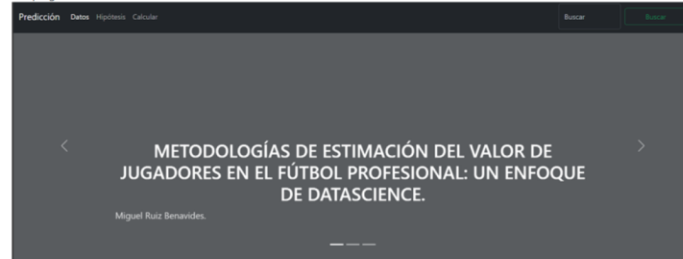 Predicción Datos Hipótesis Calcular Buscar Buscar
METODOLOGÍAS DE ESTIMACIÓN DEL VALOR DE
JUGADORES EN EL FÚTBOL PROFESIONAL: UN ENFOQUE
DE DATASCIENCE.
Miguel Ruiz Benavides.